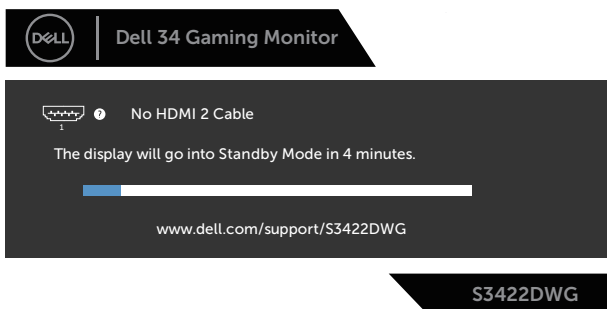 DELL
Dell 34 Gaming Monitor
? No HDMI 2 Cable
1
The display will go into Standby Mode in 4 minutes.
www.dell.com/support/S3422DWG
S3422DWG